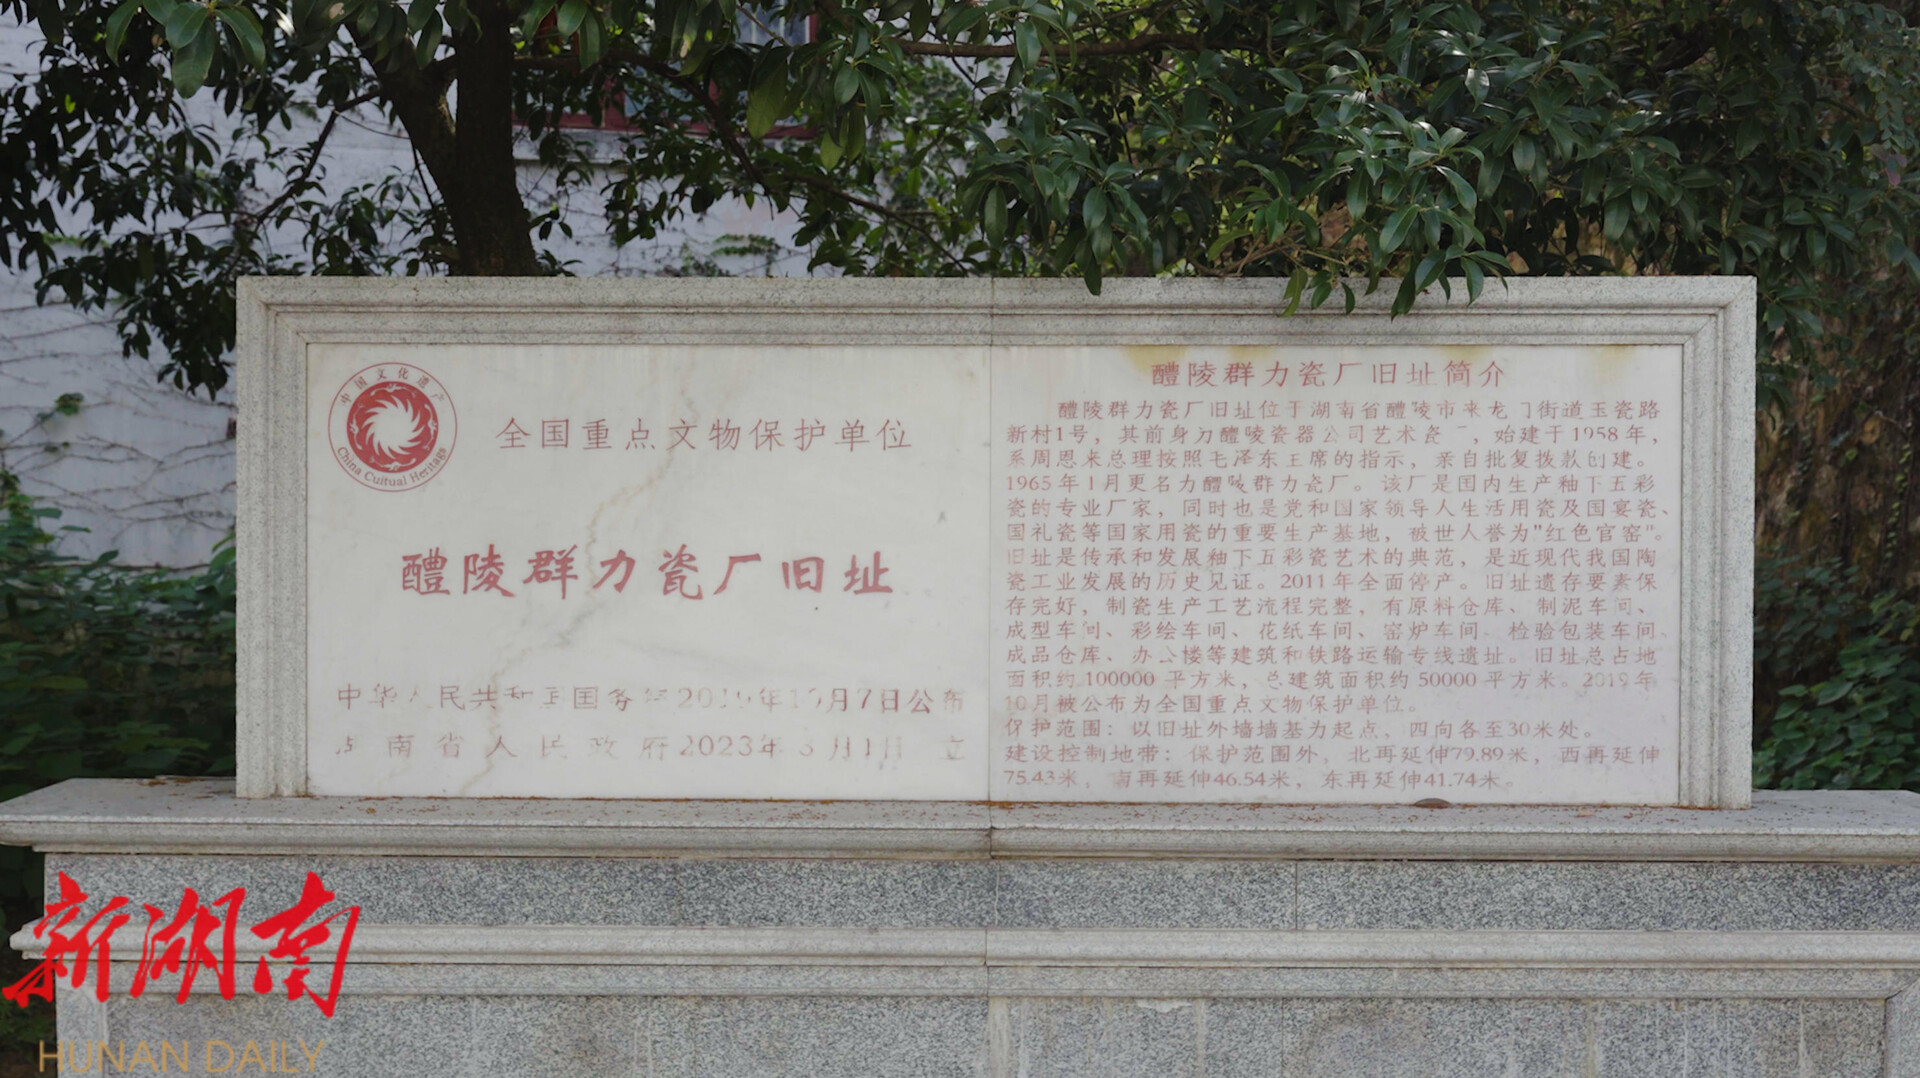 中国文化遗产
China Cultural Heritage
全国重点文物保护单位
醴陵群力瓷厂旧址
中华人民共和国国务院2019年10月7日公布
南省人民政府2023年 月1日 立
醴陵群力瓷厂旧址简介
醴陵群力瓷厂旧址位于湖南省醴陵市来龙门街道玉瓷路
新村1号，其前身为醴陵瓷器公司艺术瓷厂，始建于1958年，
系周恩来总理按照毛泽东主席的指示，亲自批复拨款创建。
1965年1月更名为醴陵群力瓷厂。该厂是国内生产釉下五彩
瓷的专业厂家，同时也是党和国家领导人生活用瓷及国宴瓷、
国礼瓷等国家用瓷的重要生产基地，被世人誉为"红色官窑"。
旧址是传承和发展釉下五彩瓷艺术的典范，是近现代我国陶
瓷工业发展的历史见证。2011年全面停产。旧址遗存要素保
存完好，制瓷生产工艺流程完整，有原料仓库、制泥车间、
成型车间、彩绘车间、花纸车间、窑炉车间、检验包装车间、
成品仓库、办公楼等建筑和铁路运输专线遗址。旧址总占地
面积约100000平方米，总建筑面积约50000平方米。2019年
10月被公布为全国重点文物保护单位。
保护范围：以旧址外墙墙基为起点，四向各至30米处。
建设控制地带：保护范围外，北再延伸79.89米，西再延伸
75.43米，南再延伸46.54米，东再延伸41.74米。
新湖南
HUNAN DAILY